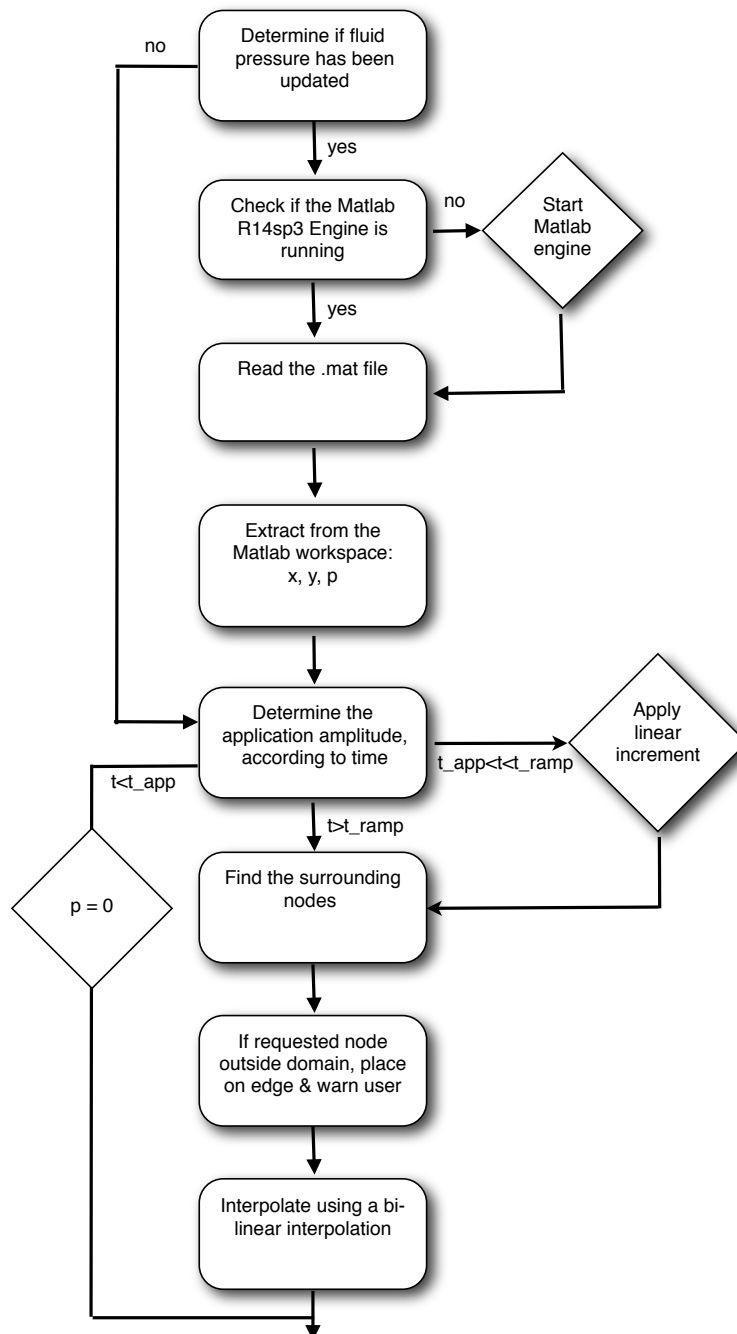 Determine if fluid
pressure has been
updated
no
yes
Check if the Matlab
R14sp3 Engine is
running
no
Start
Matlab
engine
yes
Read the .mat file
Extract from the
Matlab workspace:
x, y, p
Determine the
application amplitude,
according to time
Apply
linear
increment
t_app<t<t_ramp
t<t_app
t>t_ramp
Find the surrounding
nodes
p = 0
If requested node
outside domain, place
on edge & warn user
Interpolate using a bi-
linear interpolation